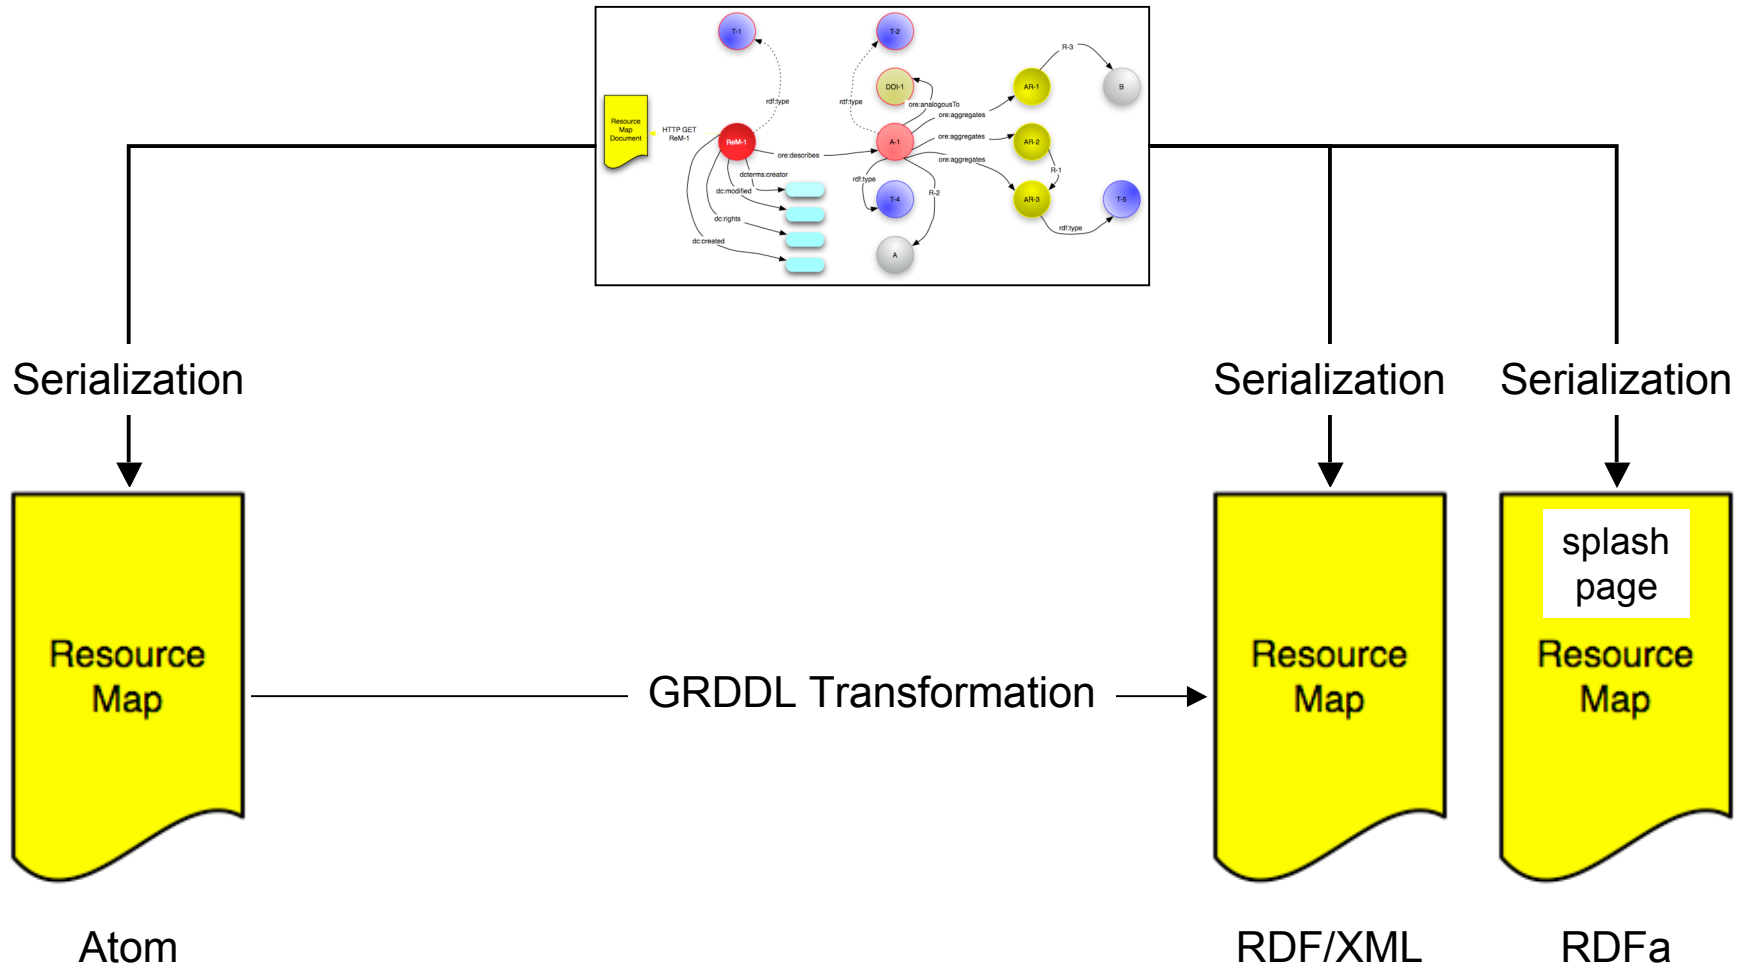 T-1
T-2
R-3
DOI-1
AR-1
B
rdf:type
rdf:type
ore:analogousTo
ore:aggregates
Resource
Map
Document
HTTP GET
ReM-1
ReM-1
A-1
ore:aggregates
AR-2
ore:describes
ore:aggregates
R-1
dcterms:creator
rdf:type
dc:modified
R-2
T-4
AR-3
T-5
dc:rights
rdf:type
dc:created
A
Serialization
Serialization
Serialization
splash
page
Resource
Map
GRDDL Transformation
Resource
Map
Resource
Map
Atom
RDF/XML
RDFa